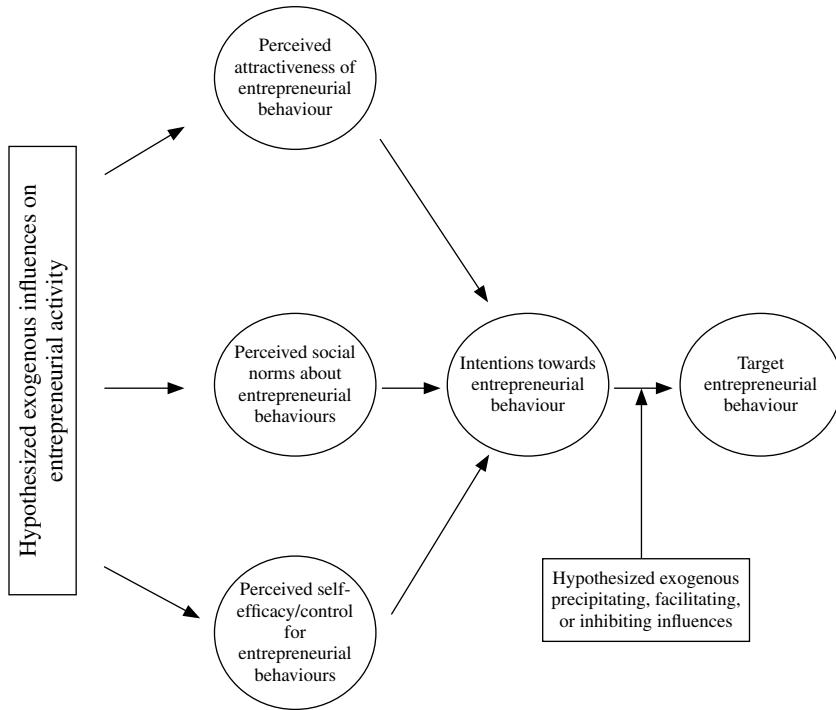 Hypothesized exogenous influences on
entrepreneurial activity
Perceived
attractiveness of
entrepreneurial
behaviour
Perceived social
norms about
entrepreneurial
behaviours
Perceived self-
efficacy/control for
entrepreneurial
behaviours
Intentions towards
entrepreneurial
behaviour
Target
entrepreneurial
behaviour
Hypothesized exogenous
precipitating, facilitating,
or inhibiting influences